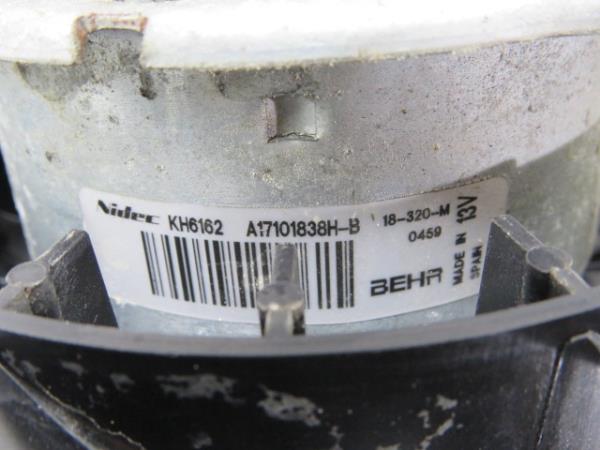 Nidec KH6162 A17101838H-B 18-320-M
0459
BEHR
MADE IN
SPAIN
13V